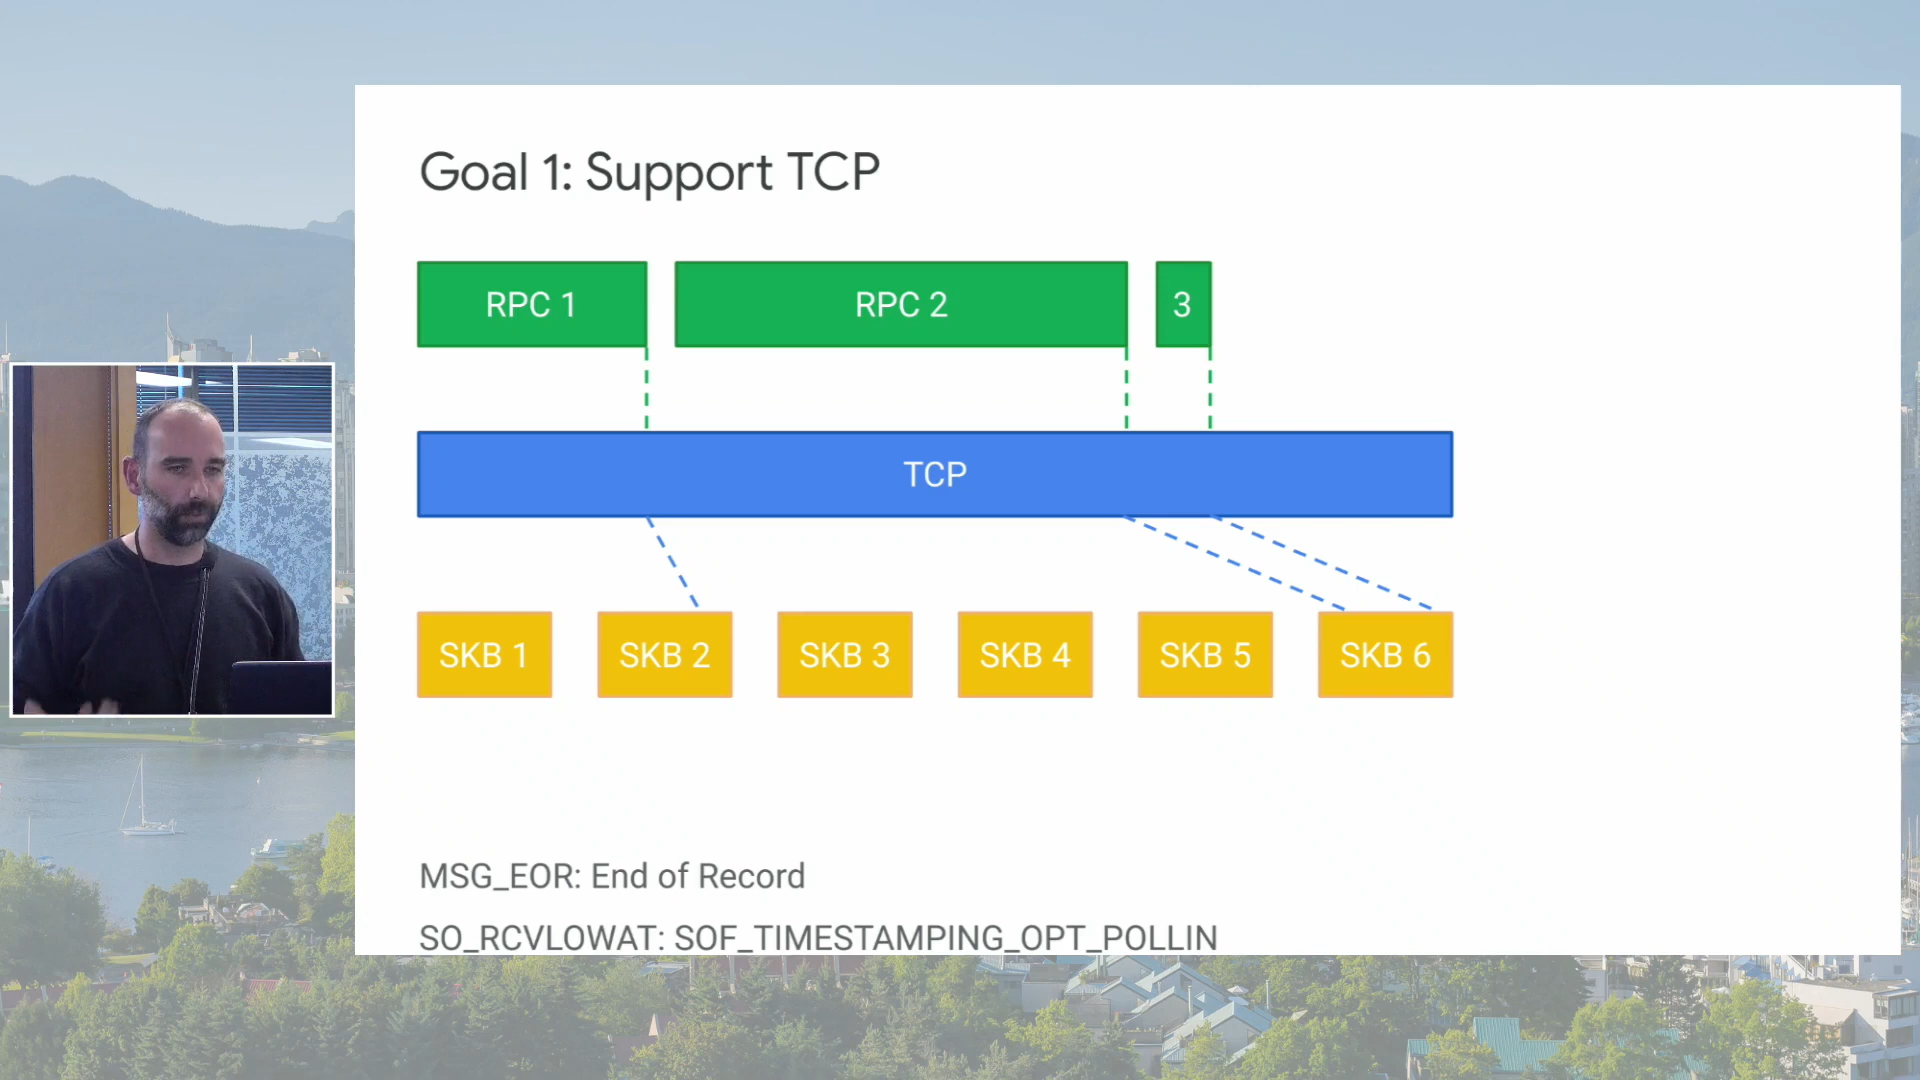 Goal 1: Support TCP
RPC 1
RPC 2
3
TCP
SKB 1
SKB 2
SKB 3
SKB 4
SKB 5
SKB 6
MSG_EOR: End of Record
SO_RCVLOWAT: SOF_TIMESTAMPING_OPT_POLLIN